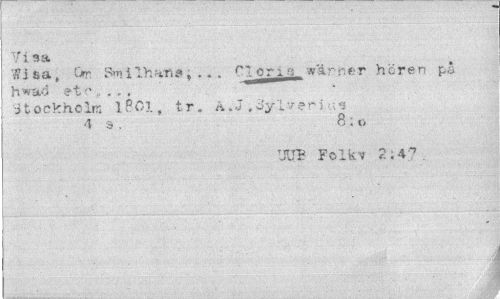 Visa
Wisa, Om Smilhans,... Cloris wänner hören på
hwad etc....
Stockholm 1801, tr. A.J.Sylvenius
4 s. 8:o
UUB Folkv 2:47.